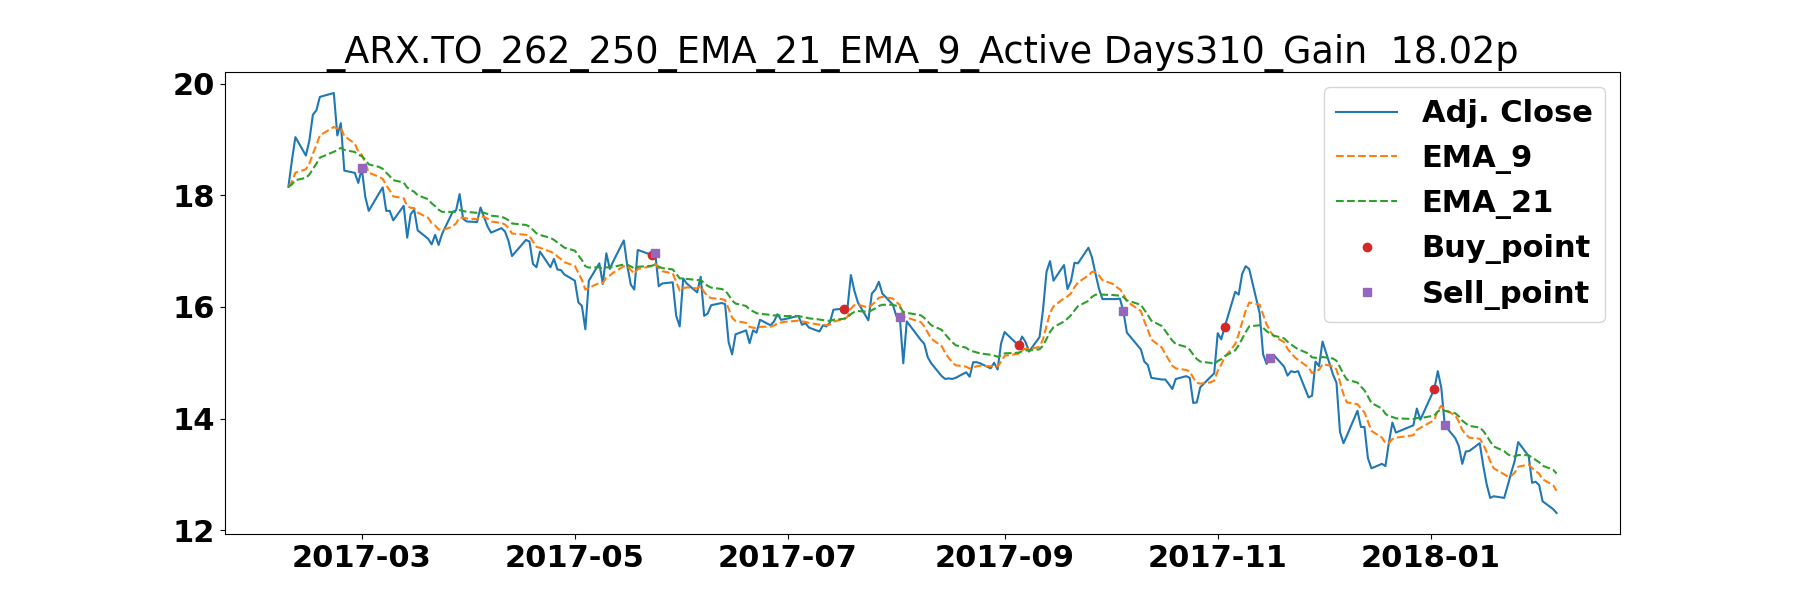 _ARX.TO_262_250_EMA_21_EMA_9_Active Days310_Gain  18.02p
20
18
16
14
12
Adj. Close
EMA_9
EMA_21
Buy_point
Sell_point
2017-03 2017-05 2017-07 2017-09 2017-11 2018-01